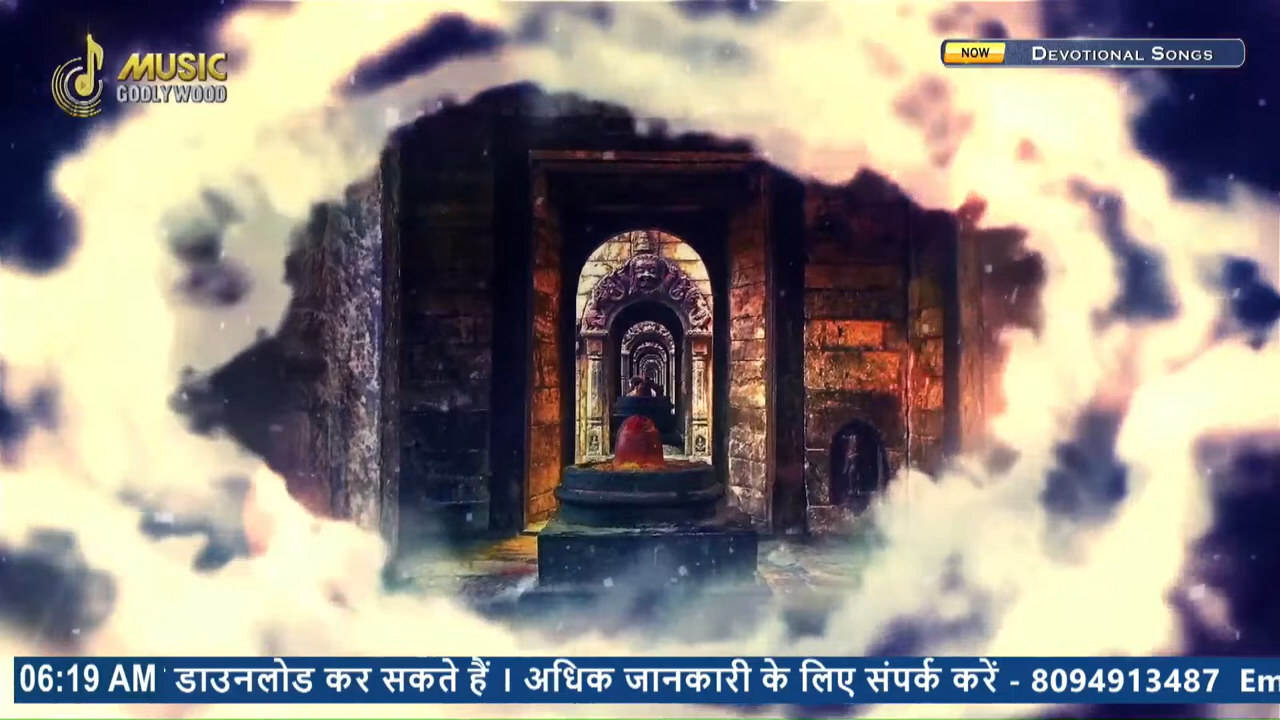 MUSIC
GODLYWOOD
NOW
DEVOTIONAL SONGS
06:19 AM डाउनलोड कर सकते हैं । अधिक जानकारी के लिए संपर्क करें - 8094913487 Em